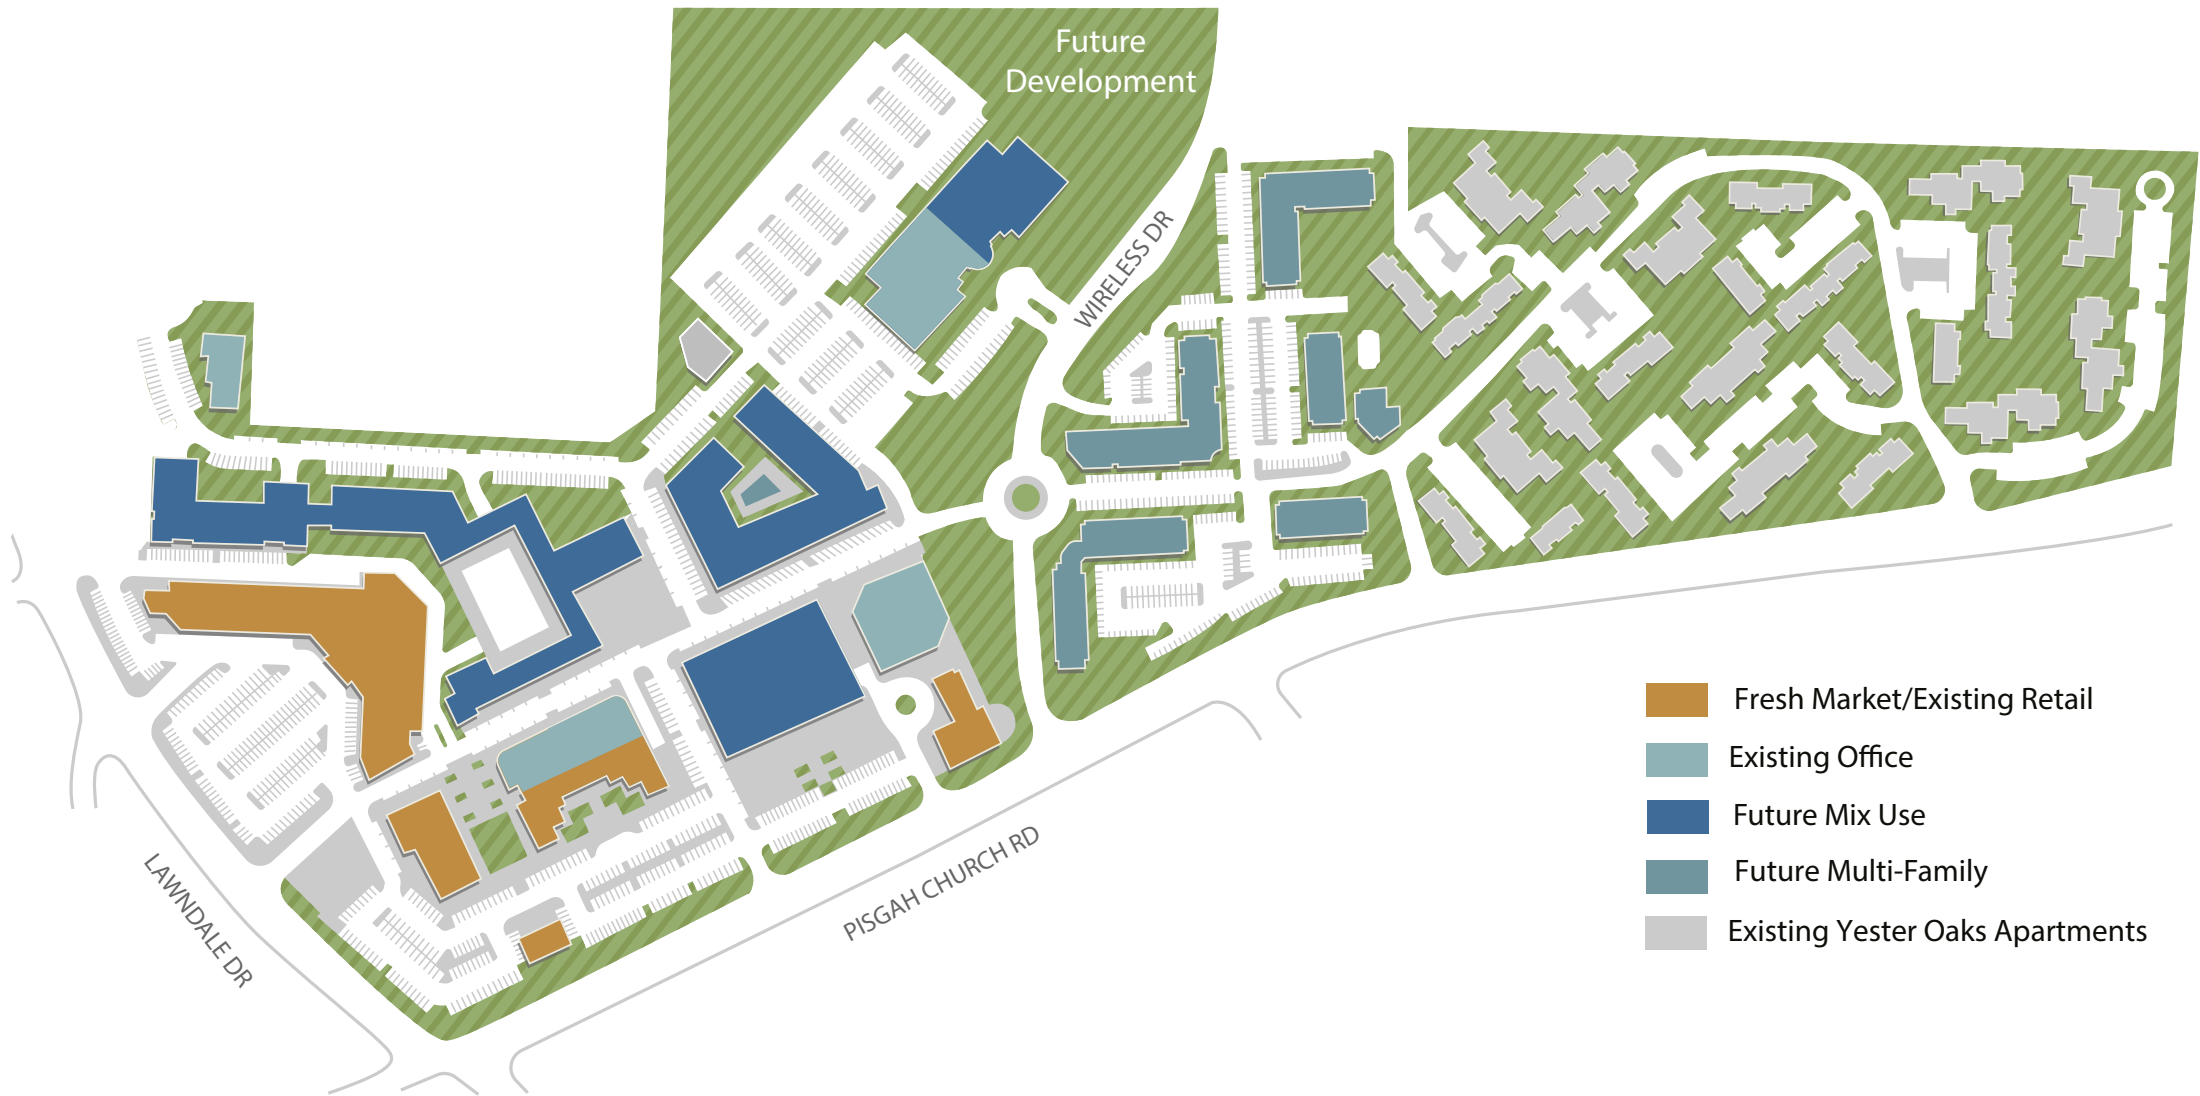 Future
Development
WIRELESS DR
LAWNDALE DR
PISGAH CHURCH RD
Fresh Market/Existing Retail
Existing Office
Future Mix Use
Future Multi-Family
Existing Yester Oaks Apartments